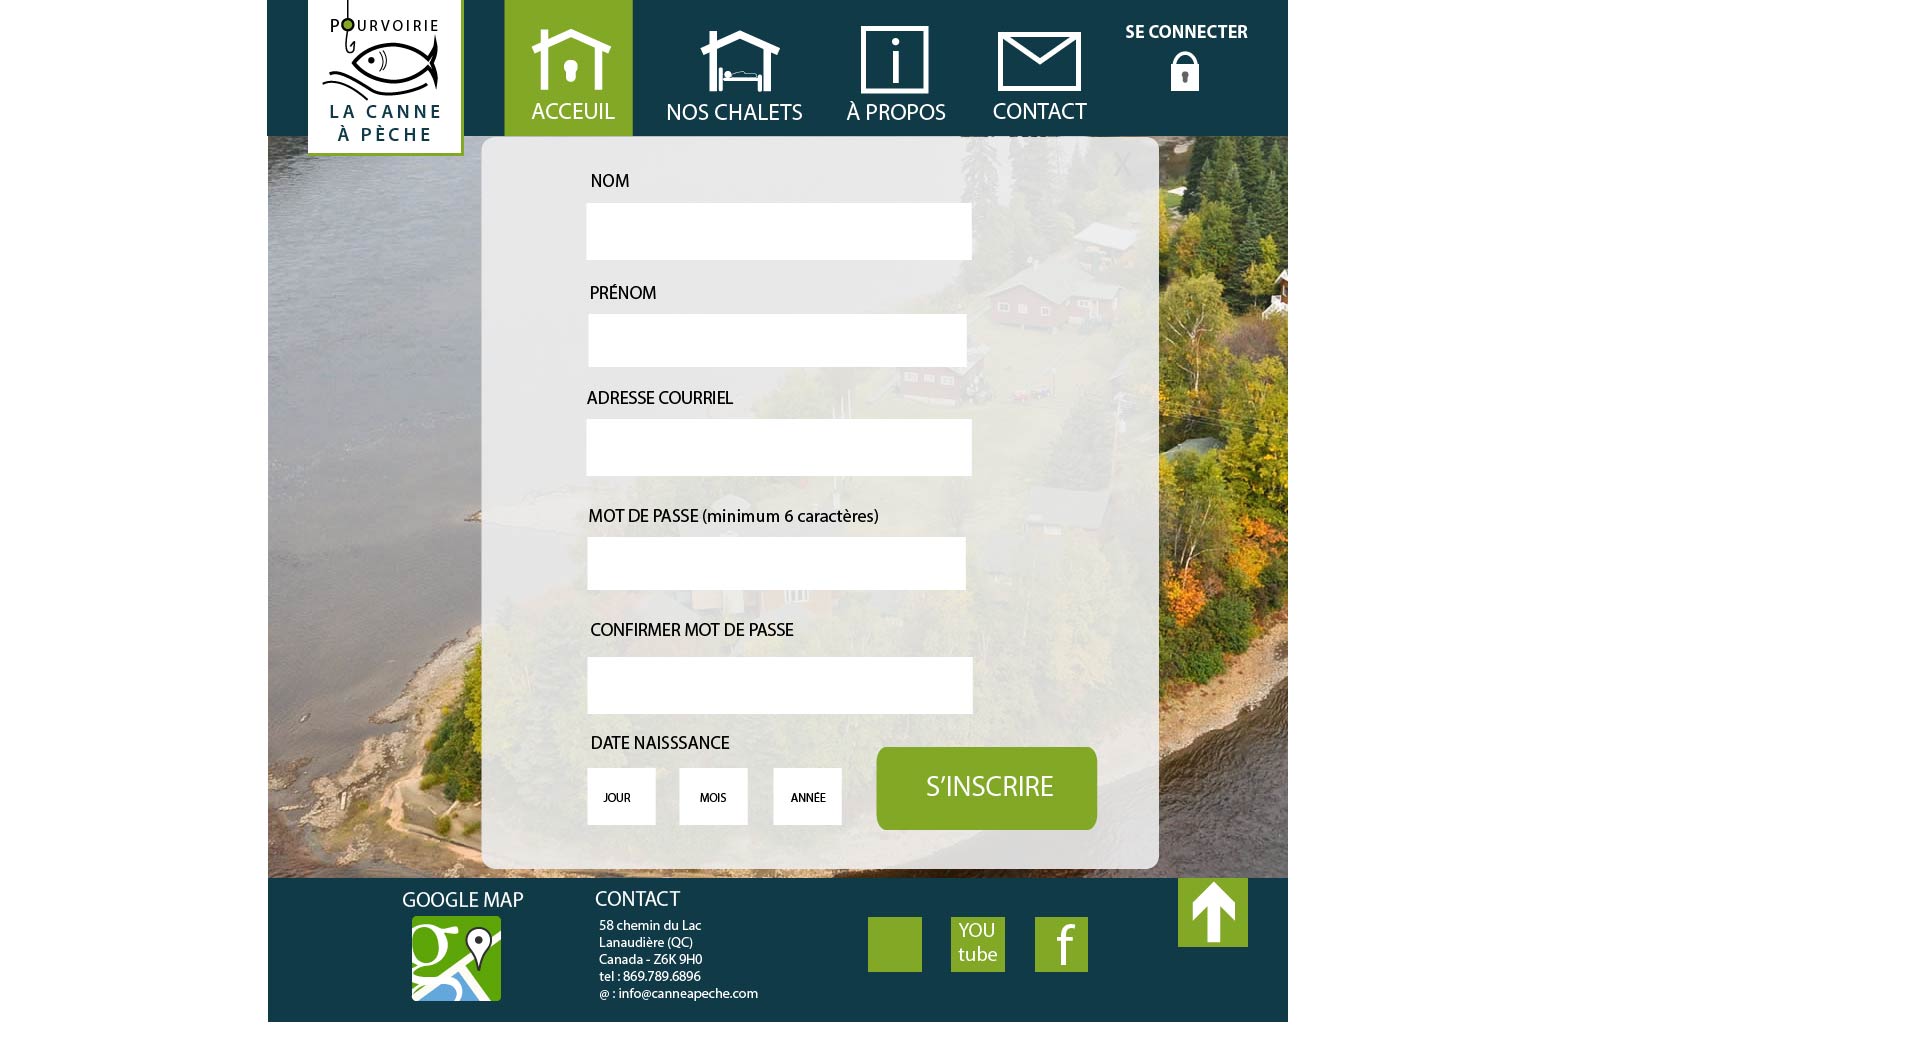 POURVOIRIE
LA CANNE
À PÈCHE
ACCEUIL
NOS CHALETS
i
À PROPOS
CONTACT
SE CONNECTER
X
NOM
PRÉNOM
ADRESSE COURRIEL
MOT DE PASSE (minimum 6 caractères)
CONFIRMER MOT DE PASSE
DATE NAISSSANCE
JOUR
MOIS
ANNÉE
S'INSCRIRE
GOOGLE MAP
g
CONTACT
58 chemin du Lac
Lanaudière (QC)
Canada - Z6K 9H0
tel : 869.789.6896
@ : info@canneapeche.com
YOU
tube
f